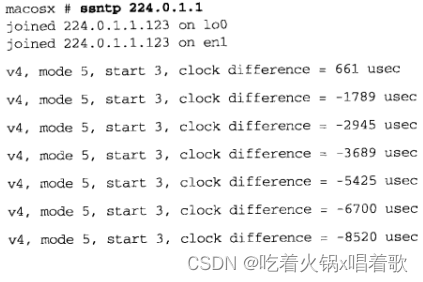 macosx # ssntp 224.0.1.1
joined 224.0.1.1.123 on lo0
joined 224.0.1.1.123 on en1
v4, mode 5, start 3, clock difference = 661 usec
v4, mode 5, start 3, clock difference = -1789 usec
v4, mode 5, start 3, clock difference = -2945 usec
v4, mode 5, start 3, clock difference = -3689 usec
v4, mode 5, start 3, clock difference = -5425 usec
v4, mode 5, start 3, clock difference = -6700 usec
v4, mode 5, start 3, clock difference = -8520 usec
CSDN @吃着火锅x唱着歌